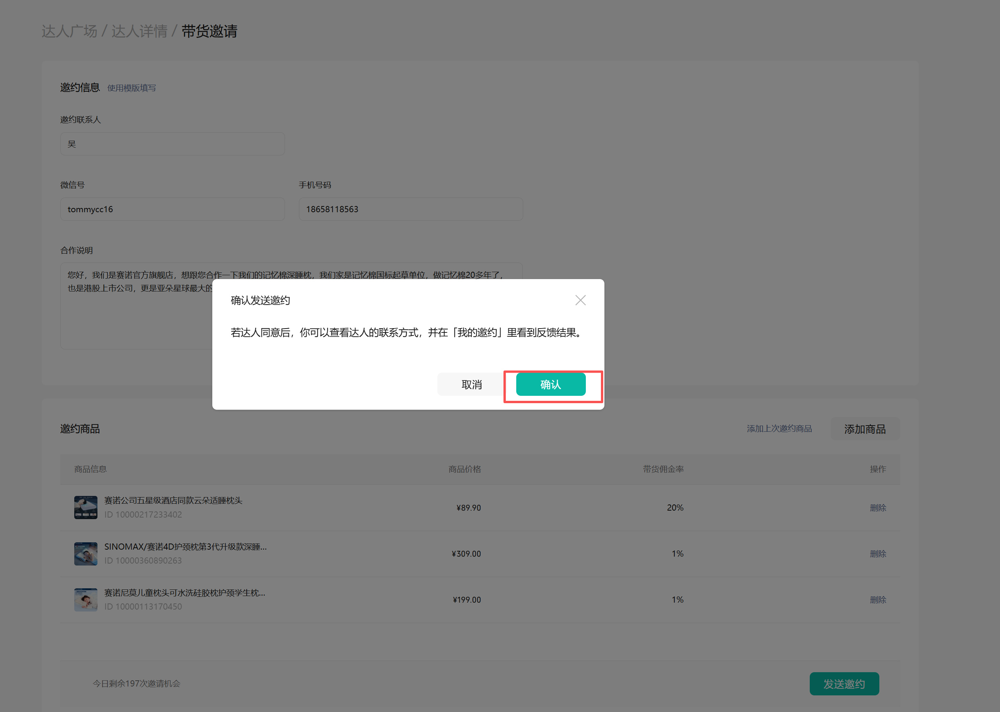 达人广场 / 达人详情 / 带货邀请
邀约信息 使用模版填写
邀约联系人
吴
微信号 手机号码
tommycc16 18658118563
合作说明
您好，我们是赛诺官方旗舰店，想跟您合作一下我们的记忆棉深睡枕，我们家是记忆棉国标起草单位，做记忆棉20多年了，
也是港股上市公司，更是亚朵星球最大的
确认发送邀约
若达人同意后，你可以查看达人的联系方式，并在「我的邀约」里看到反馈结果。
取消 确认
邀约商品 添加上次邀约商品 添加商品
商品信息 商品价格 带货佣金率 操作
赛诺公司五星级酒店同款云朵适睡枕头
ID 10000217233402 ¥89.90 20% 删除
SINOMAX/赛诺4D护颈枕第3代升级款深睡...
ID 10000360890263 ¥309.00 1% 删除
赛诺尼莫儿童枕头可水洗硅胶枕护颈学生枕...
ID 10000113170450 ¥199.00 1% 删除
今日剩余197次邀请机会 发送邀约